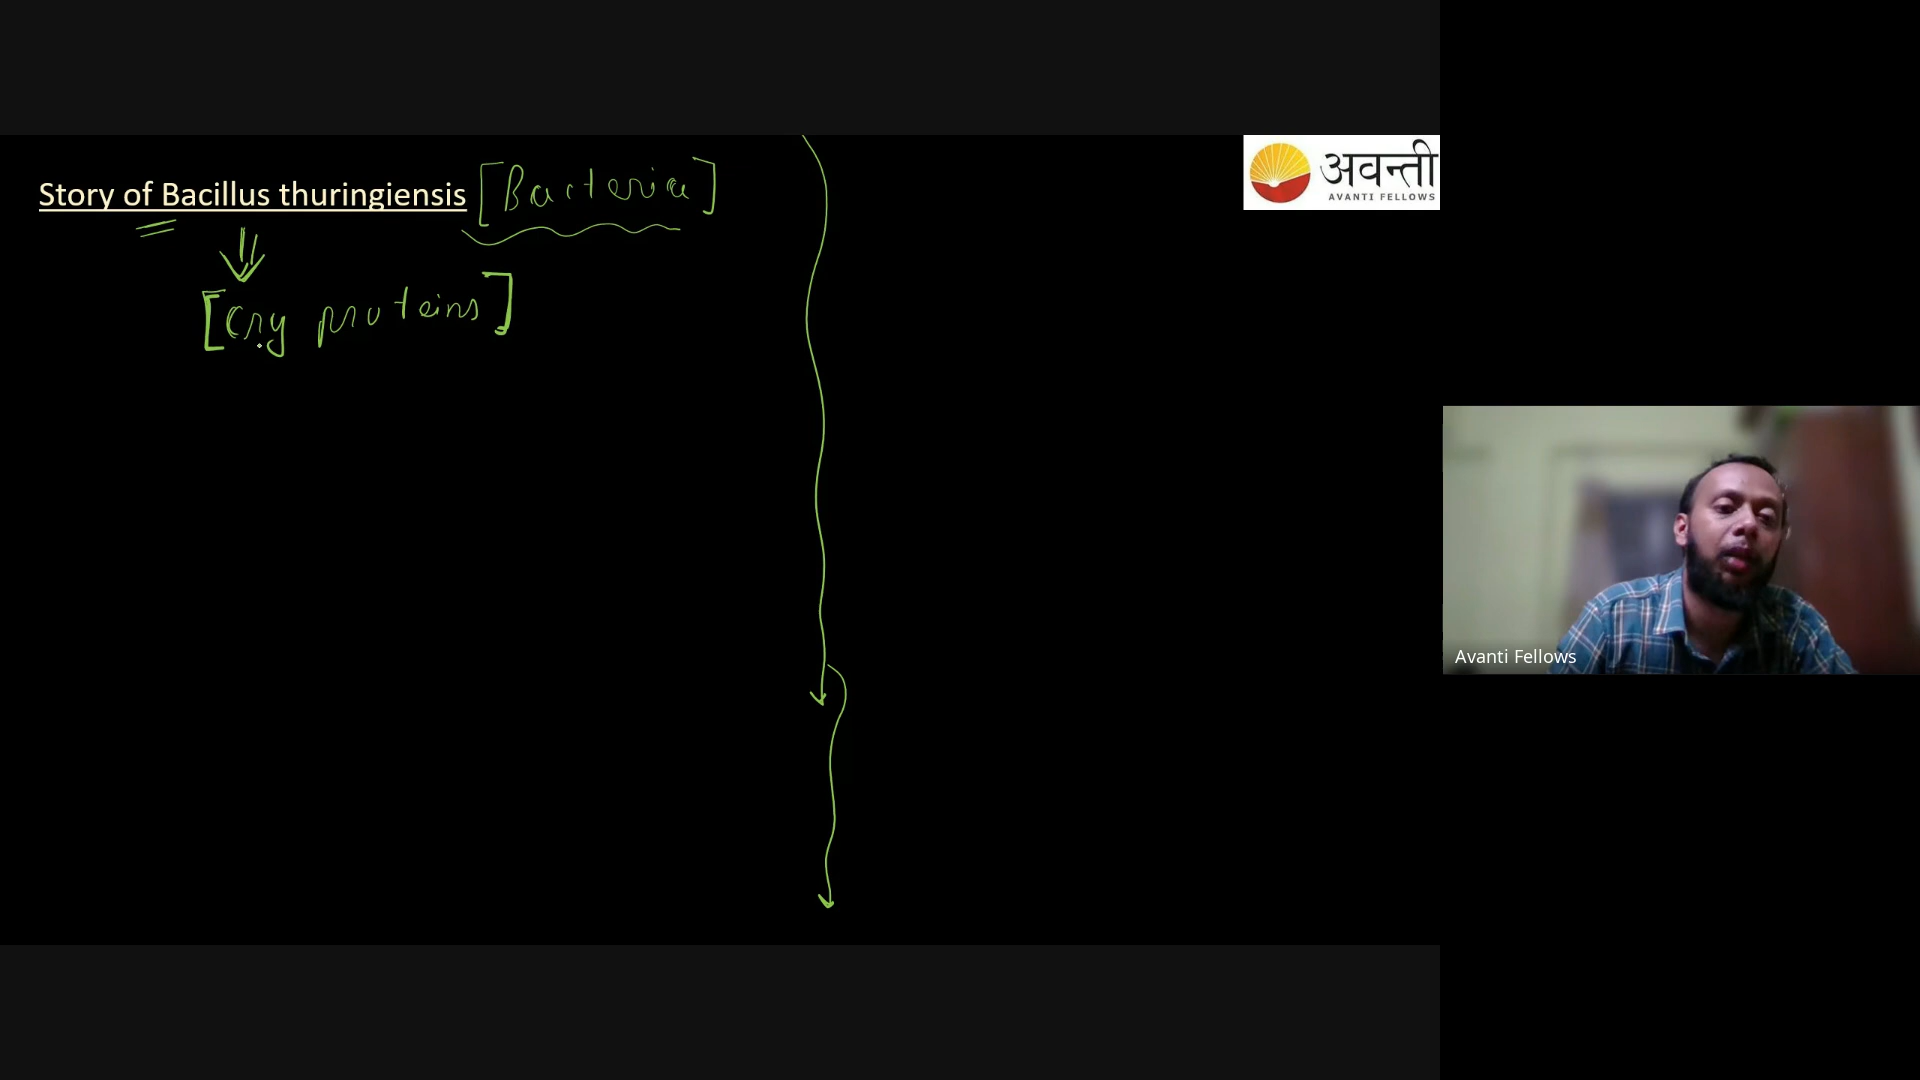 Story of Bacillus thuringiensis [Bacteria]
[Cry proteins]
अवन्ती
AVANTI FELLOWS
Avanti Fellows